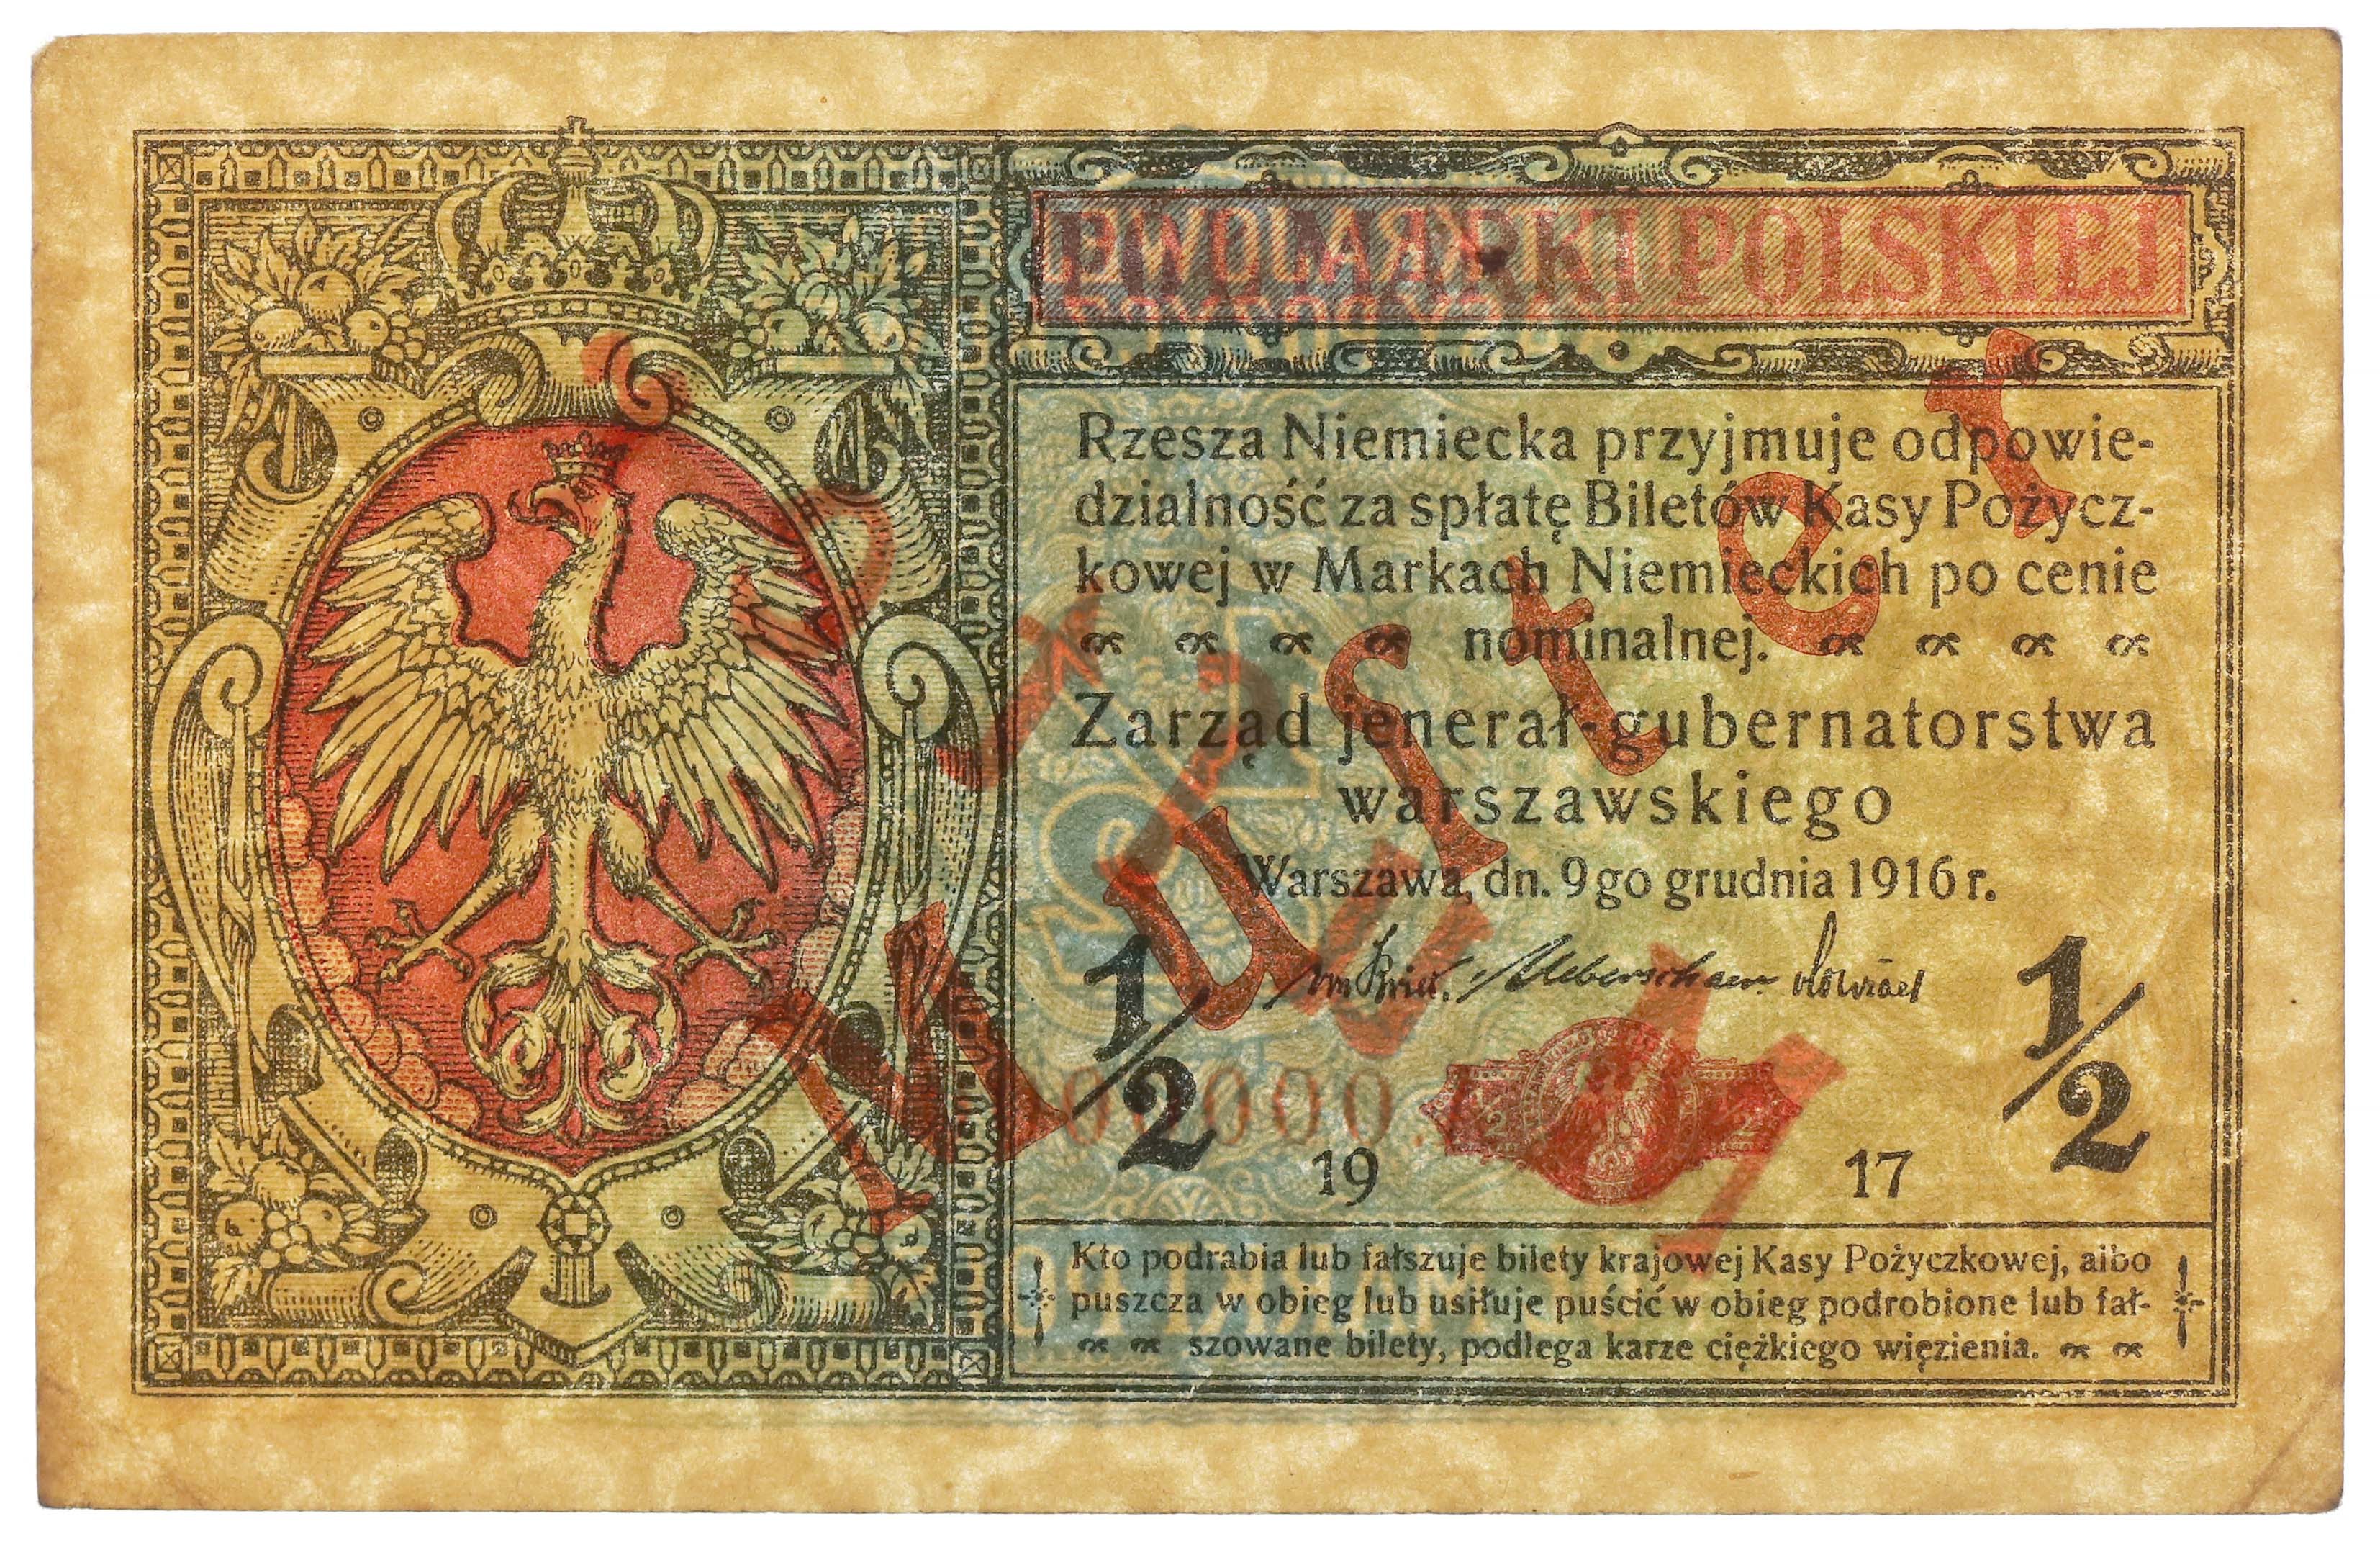 MARKI POLSKIEJ
Rzesza Niemiecka przyjmuje odpowie-
dzialność za spłatę Biletów Kasy Pożycz-
kowej w Markach Niemieckich po cenie
nominalnej.
Zarząd jenerał-gubernatorstwa
warszawskiego
Warszawa, dn. 9go grudnia 1916 r.
1/2
1/2
19
17
Kto podrabia lub fałszuje bilety krajowej Kasy Pożyczkowej, albo
puszcza w obieg lub usiłuje puścić w obieg podrobione lub fał-
szowane bilety, podlega karze ciężkiego więzienia.
Muster